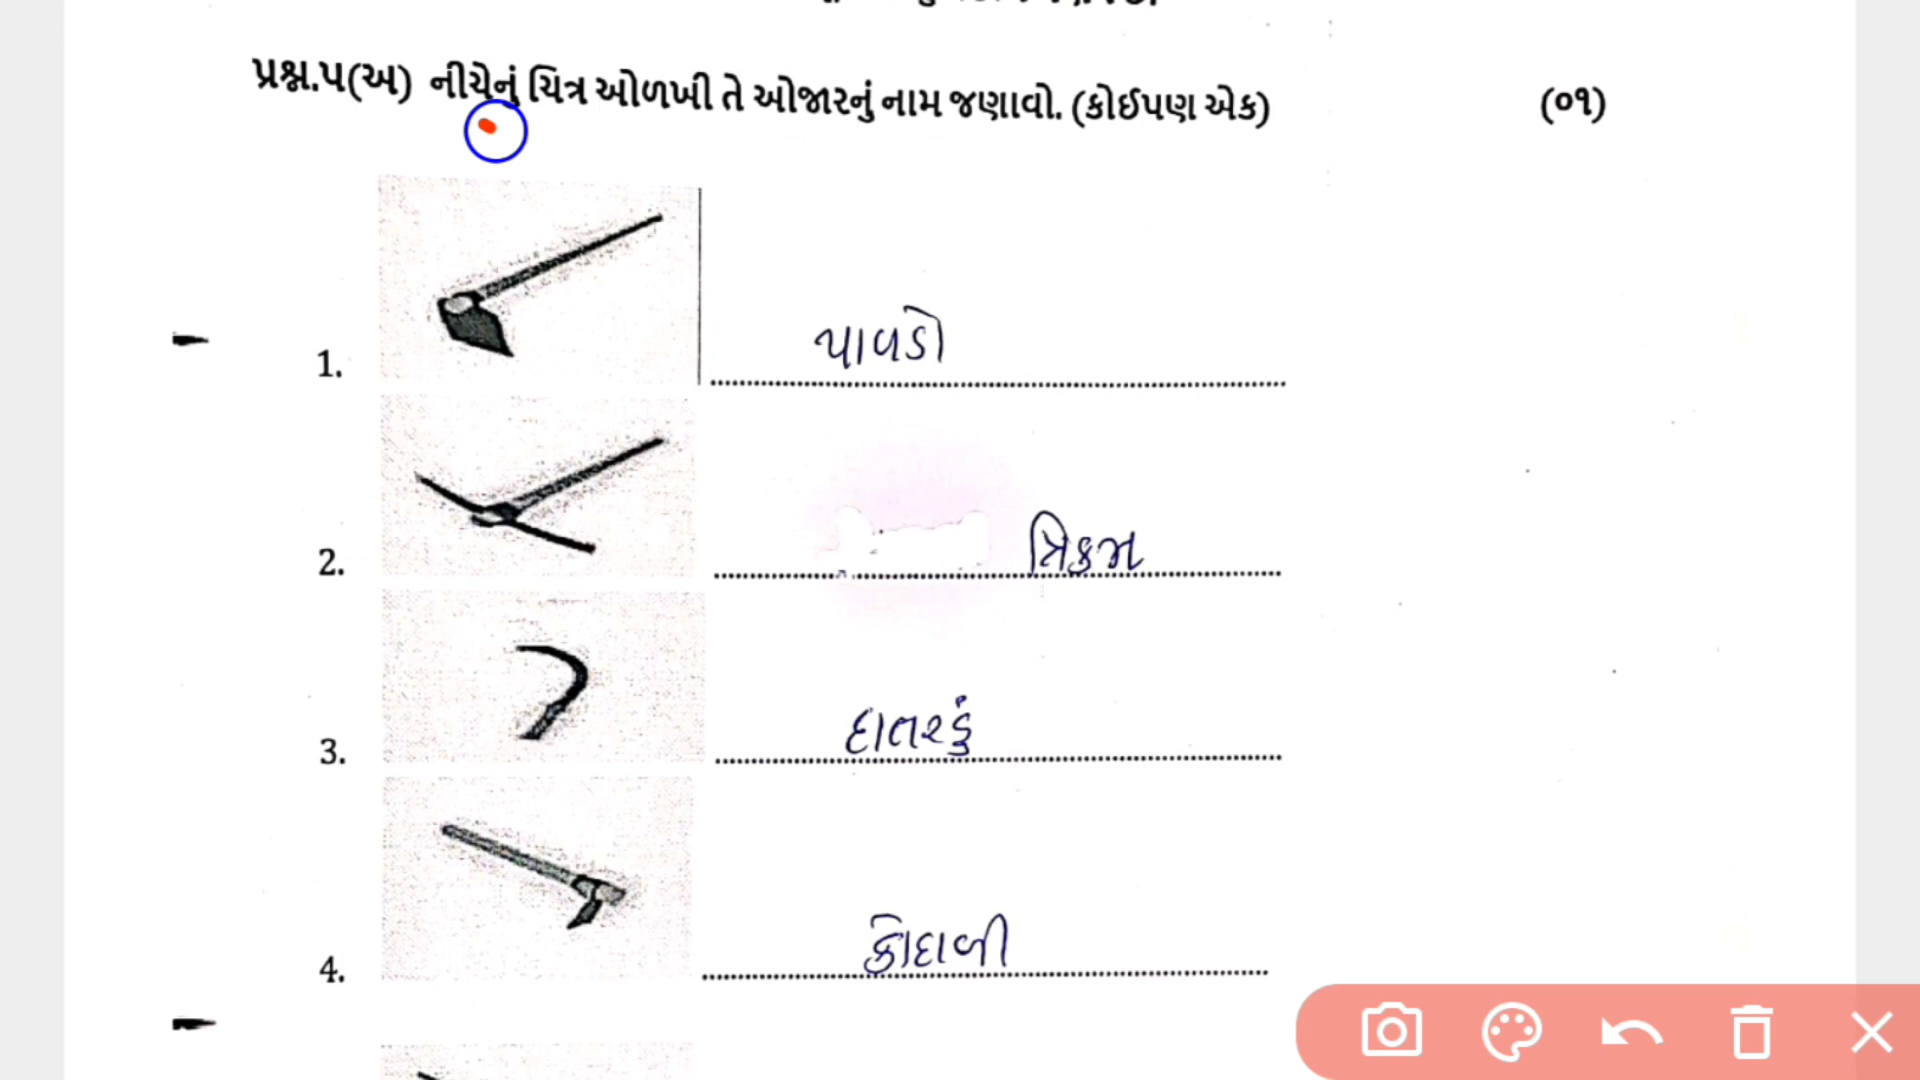 પ્રશ્ન.૫(અ) નીચેનું ચિત્ર ઓળખી તે ઓજારનું નામ જણાવો. (કોઈપણ એક) (૦૧)
1. પાવડો
2. ત્રિકમ
3. દાતરડું
4. કોદાળી